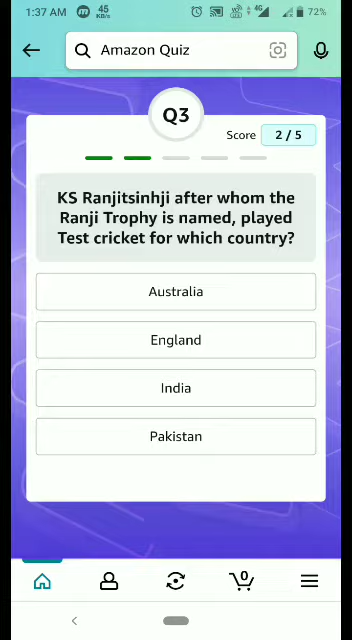 1:37 AM 45 KB/s 4G 72%
Amazon Quiz
Q3
Score 2 / 5
KS Ranjitsinhji after whom the
Ranji Trophy is named, played
Test cricket for which country?
Australia
England
India
Pakistan
0